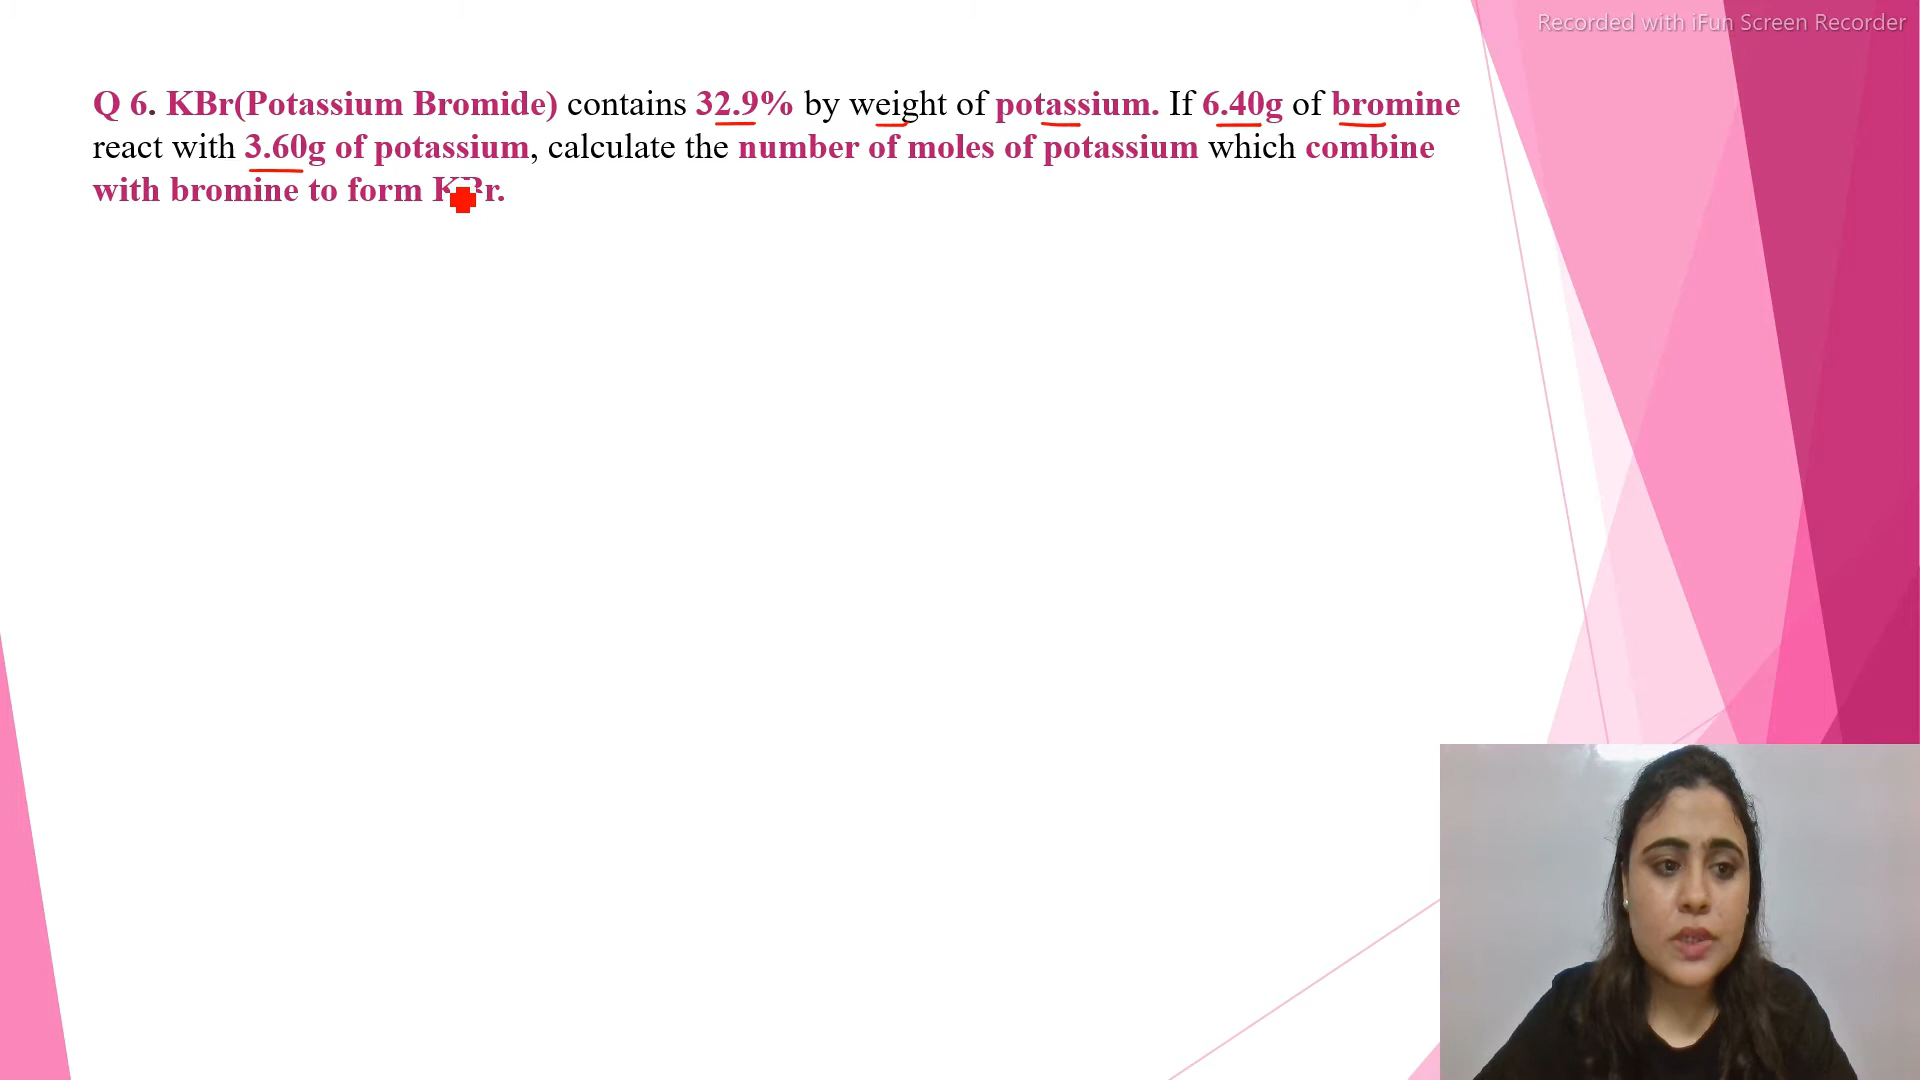 Recorded with iFun Screen Recorder
Q 6. KBr(Potassium Bromide) contains 32.9% by weight of potassium. If 6.40g of bromine
react with 3.60g of potassium, calculate the number of moles of potassium which combine
with bromine to form KBr.